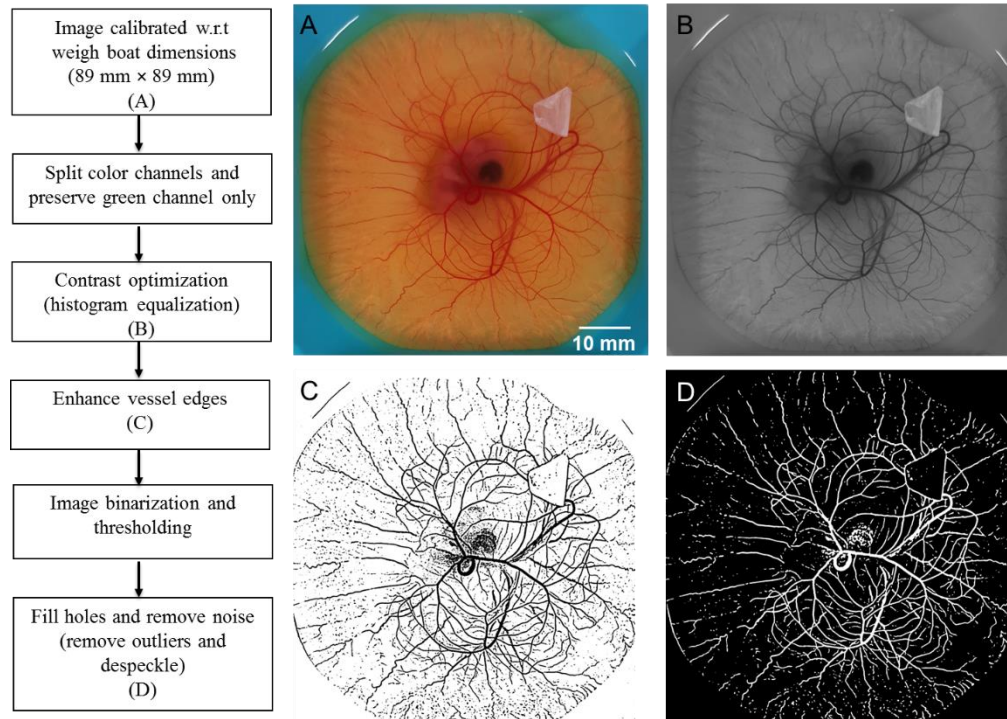 Image calibrated w.r.t
weigh boat dimensions
(89 mm × 89 mm)
(A)
Split color channels and
preserve green channel only
Contrast optimization
(histogram equalization)
(B)
Enhance vessel edges
(C)
Image binarization and
thresholding
Fill holes and remove noise
(remove outliers and
despeckle)
(D)
A
10 mm
B
C
D